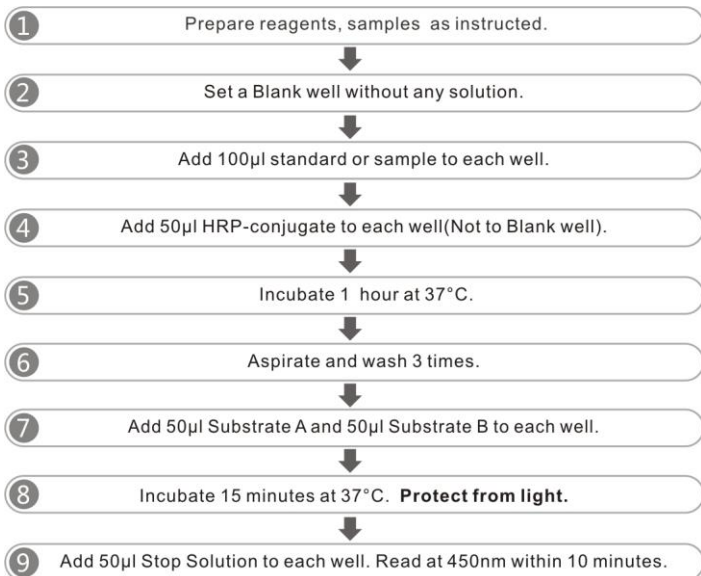 1 Prepare reagents, samples as instructed.
2 Set a Blank well without any solution.
3 Add 100μl standard or sample to each well.
4 Add 50μl HRP-conjugate to each well(Not to Blank well).
5 Incubate 1 hour at 37°C.
6 Aspirate and wash 3 times.
7 Add 50μl Substrate A and 50μl Substrate B to each well.
8 Incubate 15 minutes at 37°C. Protect from light.
9 Add 50μl Stop Solution to each well. Read at 450nm within 10 minutes.